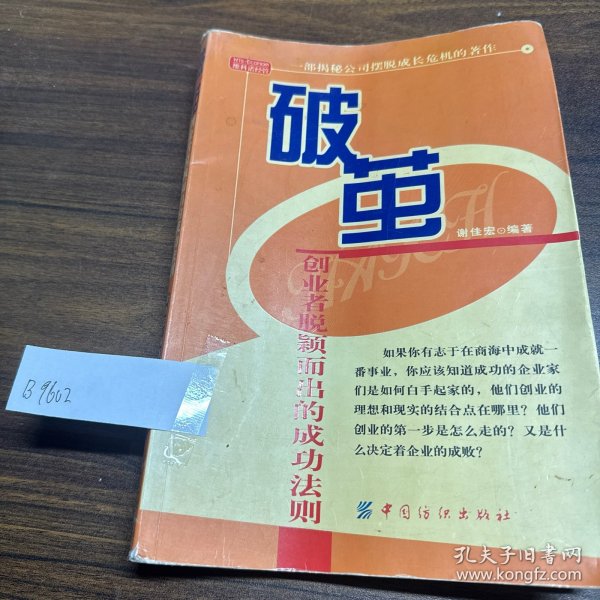 一部揭秘公司摆脱成长危机的著作
破茧
谢佳宏⊙编著
创业者脱颖而出的成功法则
如果你有志于在商海中成就一
番事业，你应该知道成功的企业家
们是如何白手起家的，他们创业的
理想和现实的结合点在哪里？他们
创业的第一步是怎么走的？又是什
么决定着企业的成败？
中国纺织出版社
B9602
孔夫子旧书网
www.kongfz.com